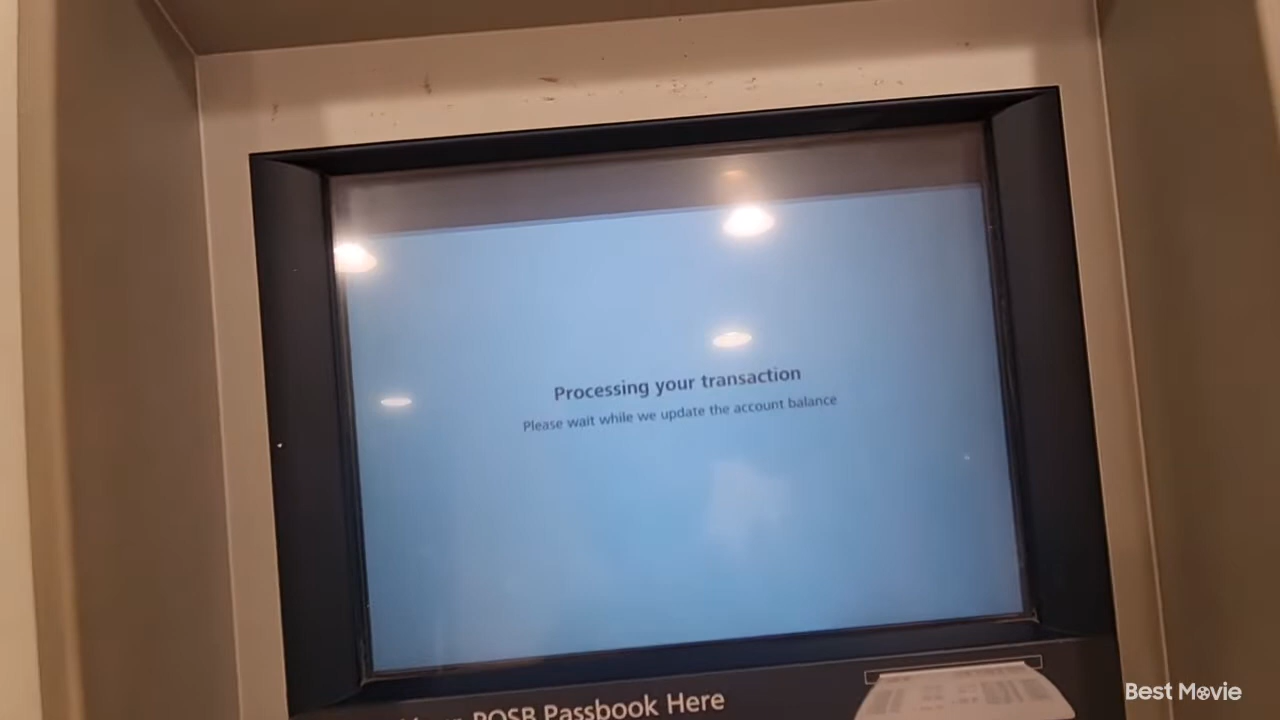 Processing your transaction
Please wait while we update the account balance
POSB Passbook Here
Best Movie